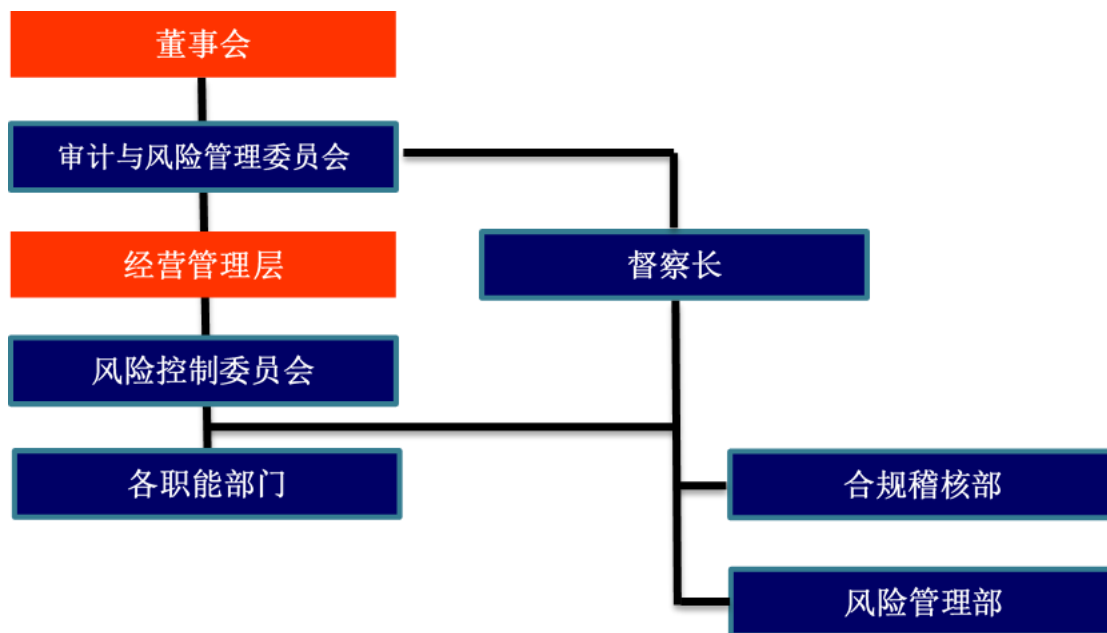 董事会
审计与风险管理委员会
经营管理层
督察长
风险控制委员会
各职能部门
合规稽核部
风险管理部